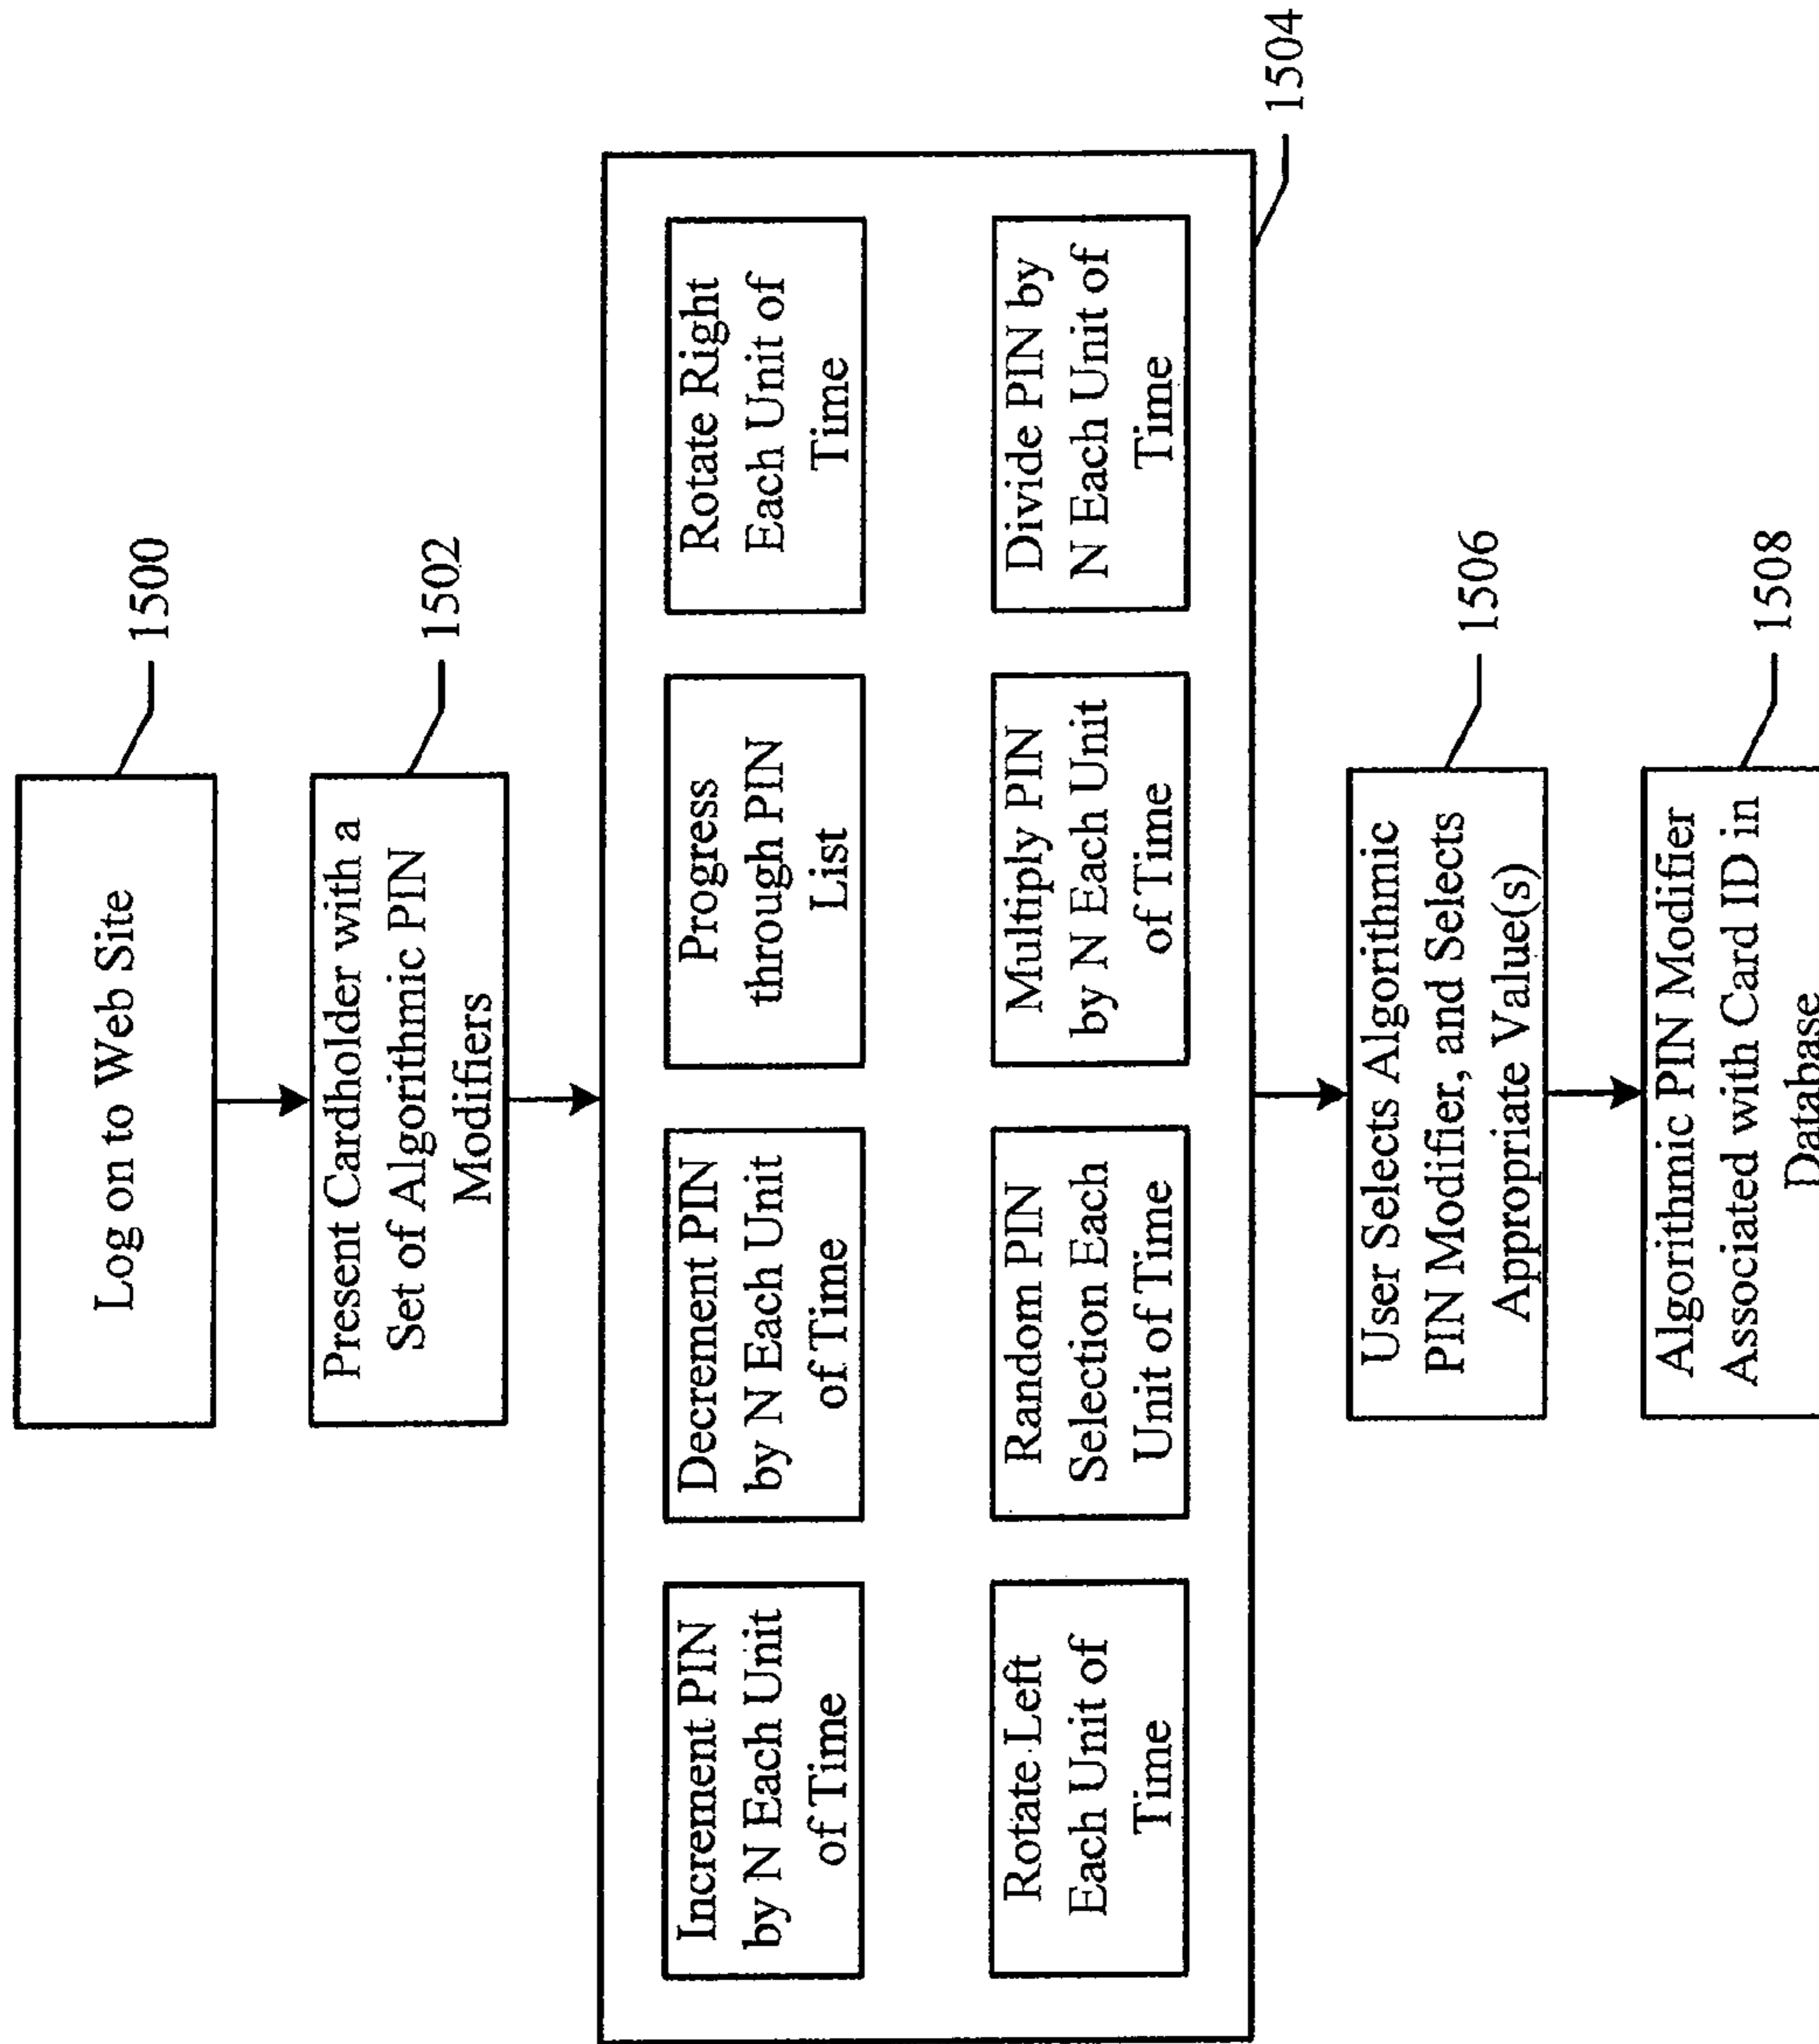 Log on to Web Site
1500
Present Cardholder with a
Set of Algorithmic PIN
Modifiers
1502
Increment PIN
by N Each Unit
of Time
Decrement PIN
by N Each Unit
of Time
Progress
through PIN
List
Rotate Right
Each Unit of
Time
Rotate Left
Each Unit of
Time
Random PIN
Selection Each
Unit of Time
Multiply PIN
by N Each Unit
of Time
Divide PIN by
N Each Unit of
Time
1504
User Selects Algorithmic
PIN Modifier, and Selects
Appropriate Value(s)
1506
Algorithmic PIN Modifier
Associated with Card ID in
Database
1508